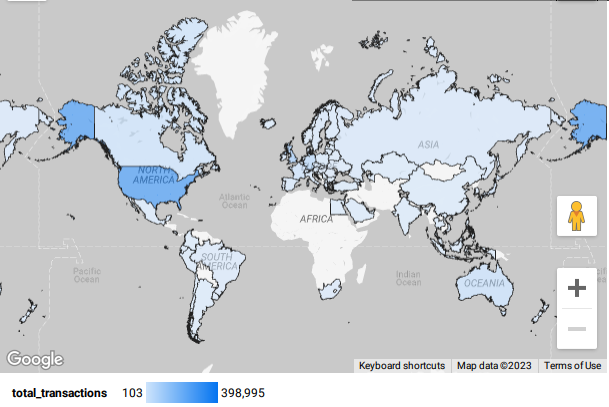 ASIA
NORTH
AMERICA
Atlantic
Ocean
AFRICA
SOUTH
AMERICA
Pacific
Ocean
Indian
Ocean
OCEANIA
Google
Keyboard shortcuts
Map data ©2023
Terms of Use
total_transactions 103 398,995